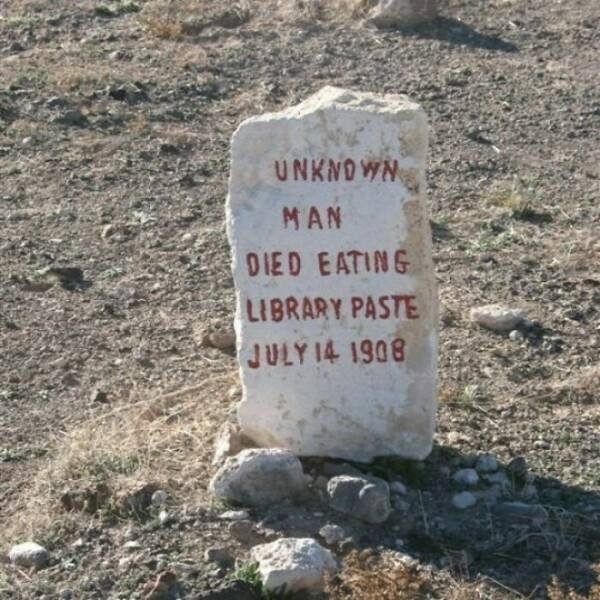 UNKNOWN
MAN
DIED EATING
LIBRARY PASTE
JULY 14 1908